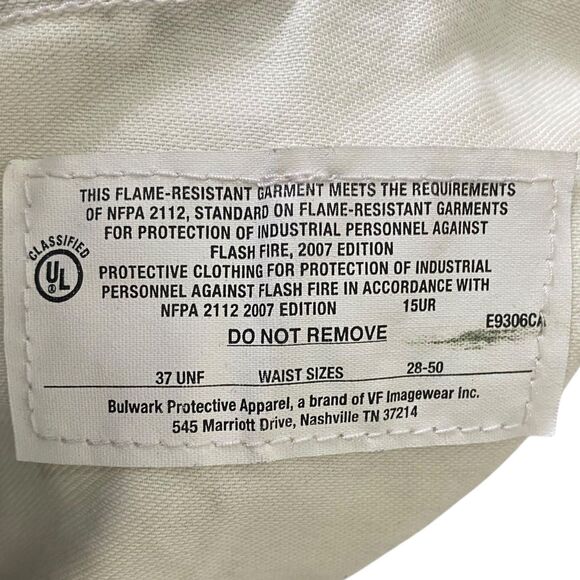 THIS FLAME-RESISTANT GARMENT MEETS THE REQUIREMENTS
OF NFPA 2112, STANDARD ON FLAME-RESISTANT GARMENTS
FOR PROTECTION OF INDUSTRIAL PERSONNEL AGAINST
FLASH FIRE, 2007 EDITION
CLASSIFIED
UL
PROTECTIVE CLOTHING FOR PROTECTION OF INDUSTRIAL
PERSONNEL AGAINST FLASH FIRE IN ACCORDANCE WITH
NFPA 2112 2007 EDITION 15UR
E9306CA
DO NOT REMOVE
37 UNF WAIST SIZES 28-50
Bulwark Protective Apparel, a brand of VF Imagewear Inc.
545 Marriott Drive, Nashville TN 37214